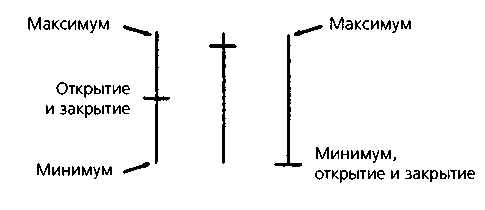 Максимум
Максимум
Открытие
и закрытие
Минимум
Минимум,
открытие и закрытие